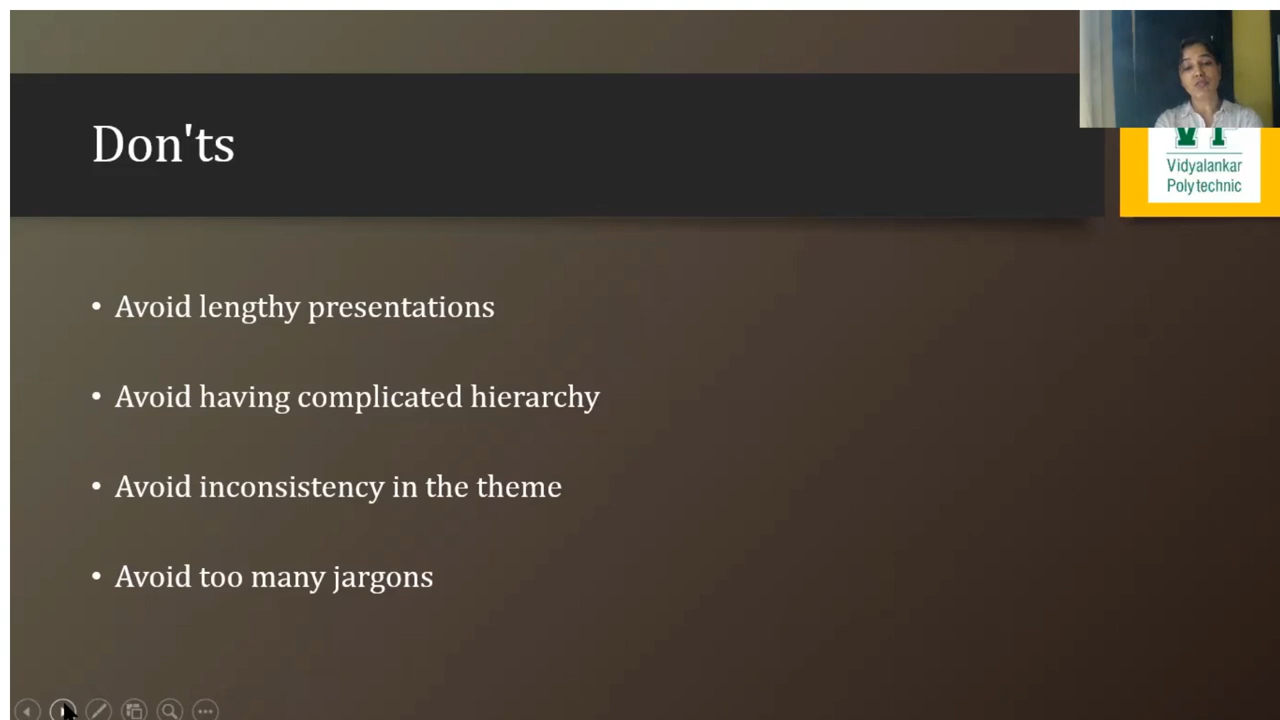 Don'ts
Vidyalankar
Polytechnic
• Avoid lengthy presentations
• Avoid having complicated hierarchy
• Avoid inconsistency in the theme
• Avoid too many jargons